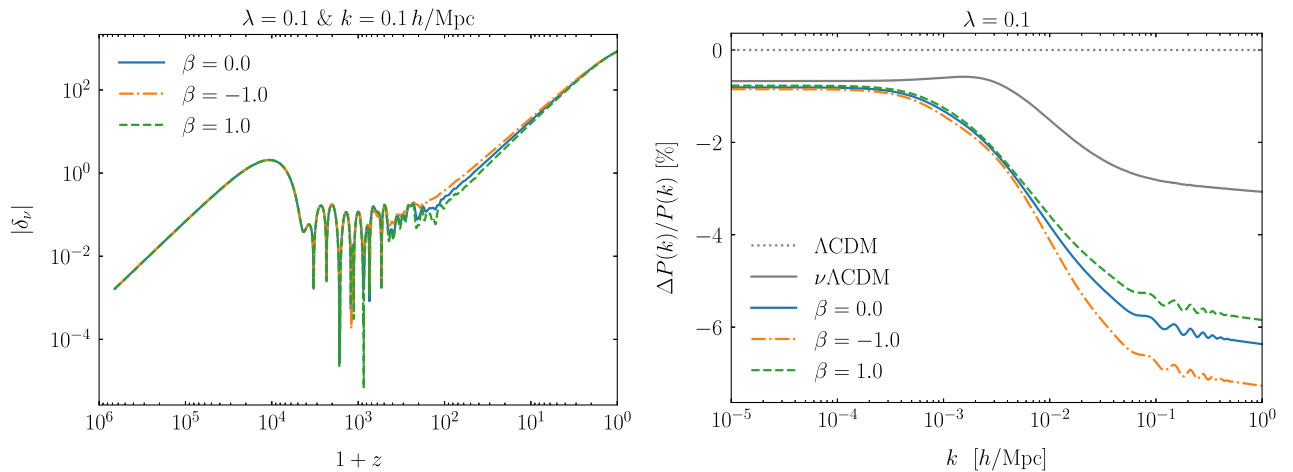 λ = 0.1 & k = 0.1 h/Mpc
β = 0.0
β = −1.0
β = 1.0
|δ_ν|
10^2
10^0
10^−2
10^−4
10^6 10^5 10^4 10^3 10^2 10^1 10^0
1 + z
λ = 0.1
ΔP(k)/P(k) [%]
0
−2
−4
−6
ΛCDM
νΛCDM
β = 0.0
β = −1.0
β = 1.0
10^−5 10^−4 10^−3 10^−2 10^−1 10^0
k [h/Mpc]